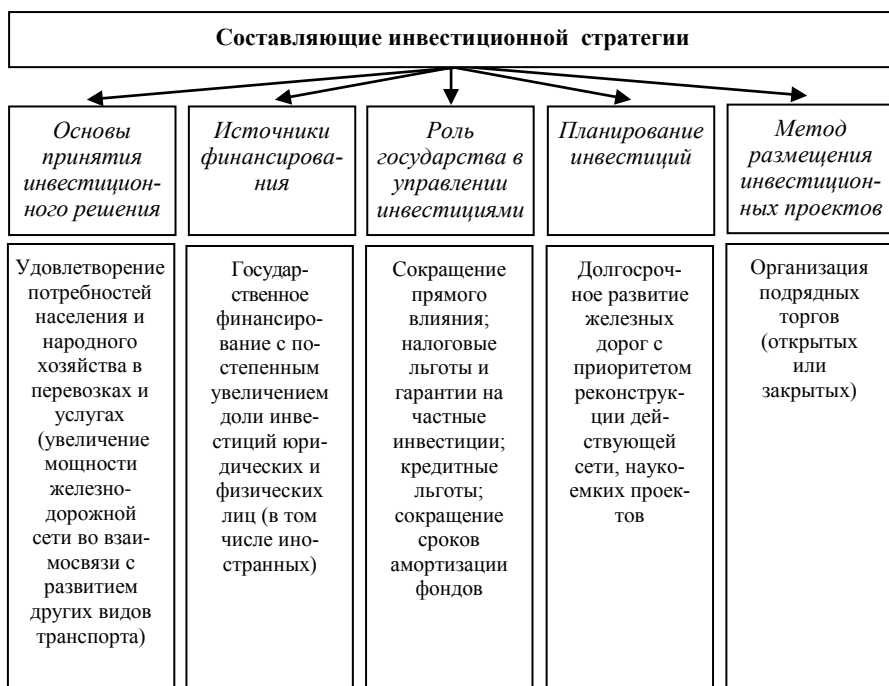 Составляющие инвестиционной стратегии
Основы
принятия
инвестицион-
ного решения
Источники
финансирова-
ния
Роль
государства в
управлении
инвестициями
Планирование
инвестиций
Метод
размещения
инвестицион-
ных проектов
Удовлетворение
потребностей
населения и
народного
хозяйства в
перевозках и
услугах
(увеличение
мощности
железно-
дорожной
сети во взаи-
мосвязи с
развитием
других видов
транспорта)
Государ-
ственное
финансиро-
вание с по-
степенным
увеличением
доли инве-
стиций юри-
дических и
физических
лиц (в том
числе ино-
странных)
Сокращение
прямого
влияния;
налоговые
льготы и
гарантии на
частные
инвестиции;
кредитные
льготы;
сокращение
сроков
амортизации
фондов
Долгосроч-
ное развитие
железных
дорог с
приоритетом
реконструк-
ции дей-
ствующей
сети, науко-
емких проек-
тов
Организация
подрядных
торгов
(открытых
или
закрытых)